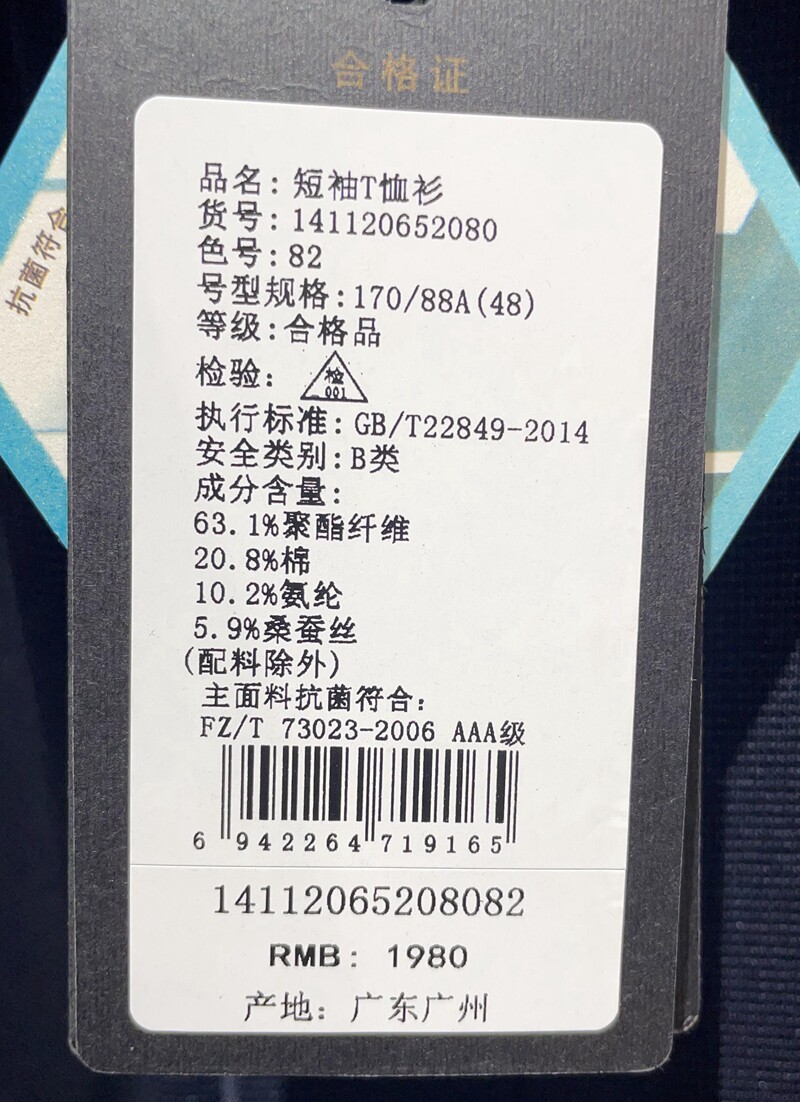 合格证
品名: 短袖T恤衫
货号: 141120652080
色号: 82
号型规格: 170/88A(48)
等级: 合格品
检验: 检
001
执行标准: GB/T22849-2014
安全类别: B类
成分含量:
63.1%聚酯纤维
20.8%棉
10.2%氨纶
5.9%桑蚕丝
(配料除外)
主面料抗菌符合:
FZ/T 73023-2006 AAA级
6 942264 719165
14112065208082
RMB: 1980
产地: 广东广州
抗菌符合